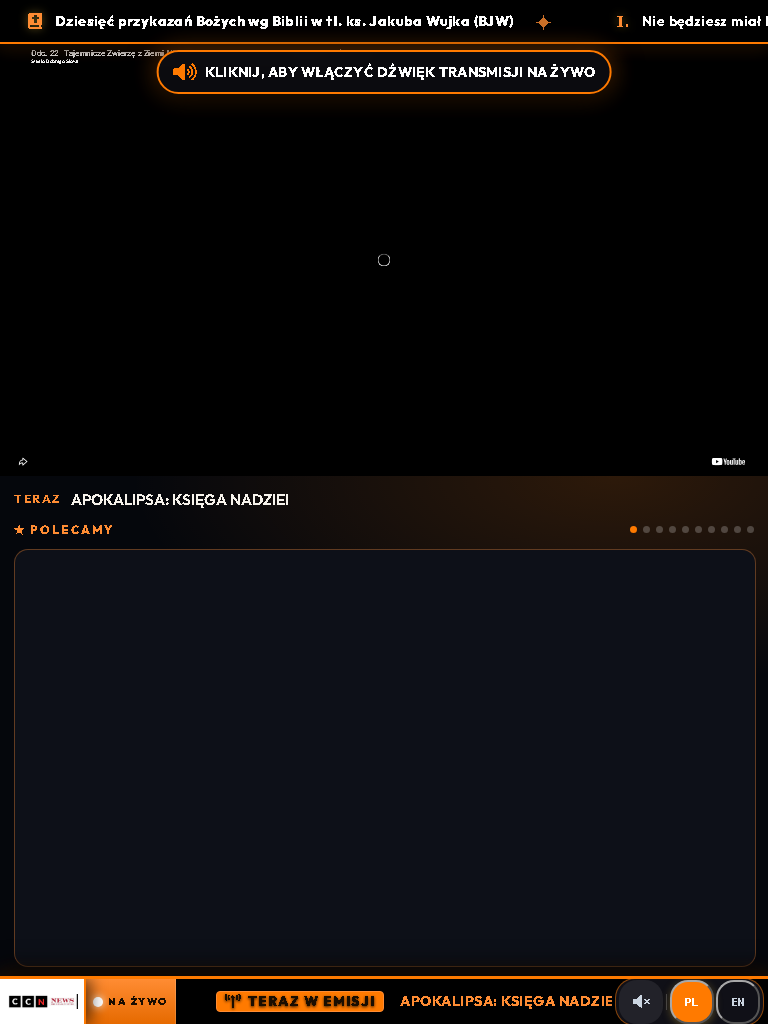 Dziesięć przykazań Bożych wg Biblii w tł. ks. Jakuba Wujka (BJW)
I. Nie będziesz miał
Odc. 22 Tajemnicze Zwierzę z Ziemi
KLIKNIJ, ABY WŁĄCZYĆ DŹWIĘK TRANSMISJI NA ŻYWO
YouTube
TERAZ APOKALIPSA: KSIĘGA NADZIEI
★ POLECAMY
CCN NEWS
NA ŻYWO
TERAZ W EMISJI
APOKALIPSA: KSIĘGA NADZIE
PL
EN